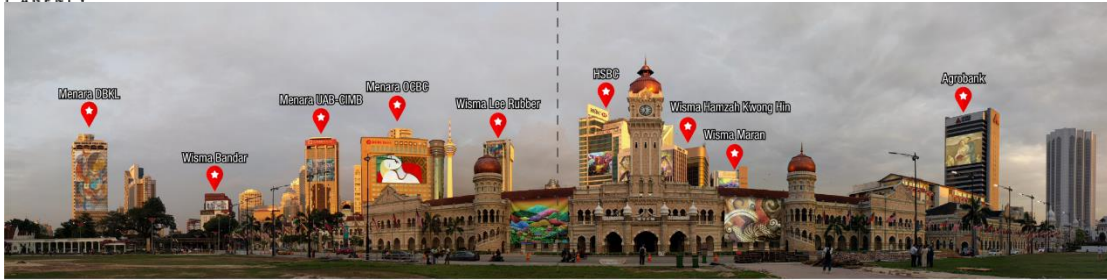 Menara DBKL
Wisma Bandar
Menara UAB-CIMB
Menara OCBC
Wisma Lee Rubber
HSBC
Wisma Hamzah Kwong Hin
Wisma Maran
Agrobank